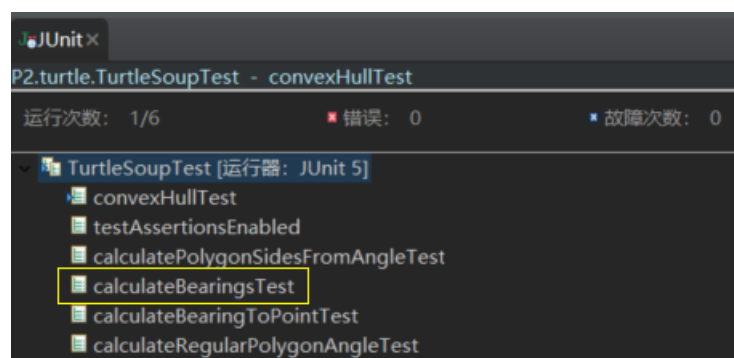 JUnit
P2.turtle.TurtleSoupTest - convexHullTest
运行次数： 1/6 错误： 0 故障次数： 0
TurtleSoupTest [运行器：JUnit 5]
convexHullTest
testAssertionsEnabled
calculatePolygonSidesFromAngleTest
calculateBearingsTest
calculateBearingToPointTest
calculateRegularPolygonAngleTest